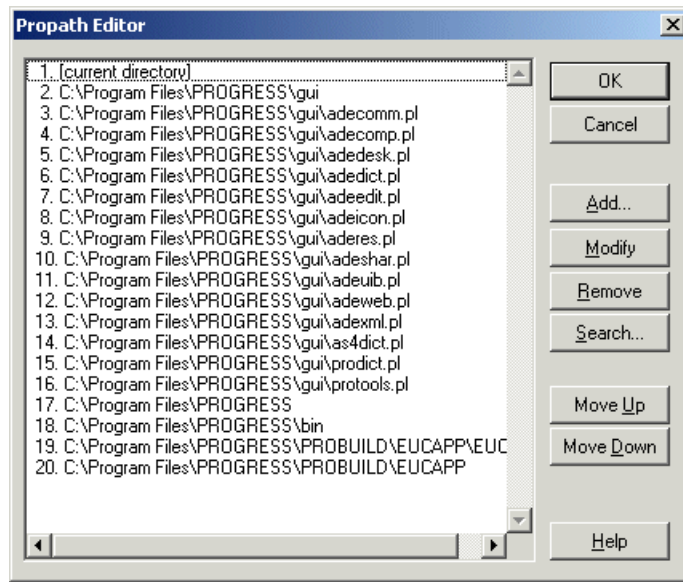 Propath Editor
1. [current directory]
2. C:\Program Files\PROGRESS\gui
3. C:\Program Files\PROGRESS\gui\adecomm.pl
4. C:\Program Files\PROGRESS\gui\adecomp.pl
5. C:\Program Files\PROGRESS\gui\adedesk.pl
6. C:\Program Files\PROGRESS\gui\adedict.pl
7. C:\Program Files\PROGRESS\gui\adeedit.pl
8. C:\Program Files\PROGRESS\gui\adeicon.pl
9. C:\Program Files\PROGRESS\gui\aderes.pl
10. C:\Program Files\PROGRESS\gui\adeshar.pl
11. C:\Program Files\PROGRESS\gui\adeuib.pl
12. C:\Program Files\PROGRESS\gui\adeweb.pl
13. C:\Program Files\PROGRESS\gui\adexml.pl
14. C:\Program Files\PROGRESS\gui\as4dict.pl
15. C:\Program Files\PROGRESS\gui\prodict.pl
16. C:\Program Files\PROGRESS\gui\protools.pl
17. C:\Program Files\PROGRESS
18. C:\Program Files\PROGRESS\bin
19. C:\Program Files\PROGRESS\PROBUILD\EUCAPP\EUC
20. C:\Program Files\PROGRESS\PROBUILD\EUCAPP
OK
Cancel
Add...
Modify
Remove
Search...
Move Up
Move Down
Help